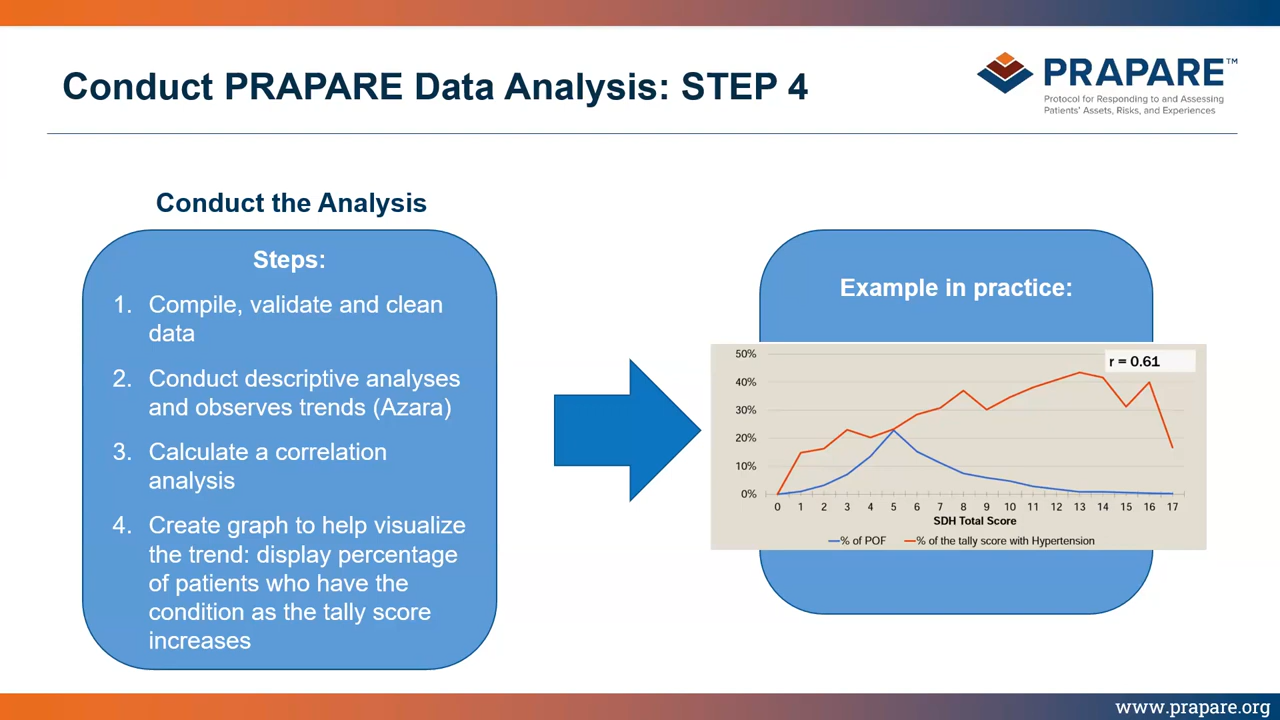 Conduct PRAPARE Data Analysis: STEP 4
PRAPARE™
Protocol for Responding to and Assessing
Patients' Assets, Risks, and Experiences
Conduct the Analysis
Steps:
1. Compile, validate and clean
data
2. Conduct descriptive analyses
and observes trends (Azara)
3. Calculate a correlation
analysis
4. Create graph to help visualize
the trend: display percentage
of patients who have the
condition as the tally score
increases
Example in practice:
r = 0.61
50%
40%
30%
20%
10%
0%
0 1 2 3 4 5 6 7 8 9 10 11 12 13 14 15 16 17
SDH Total Score
% of POF % of the tally score with Hypertension
www.prapare.org